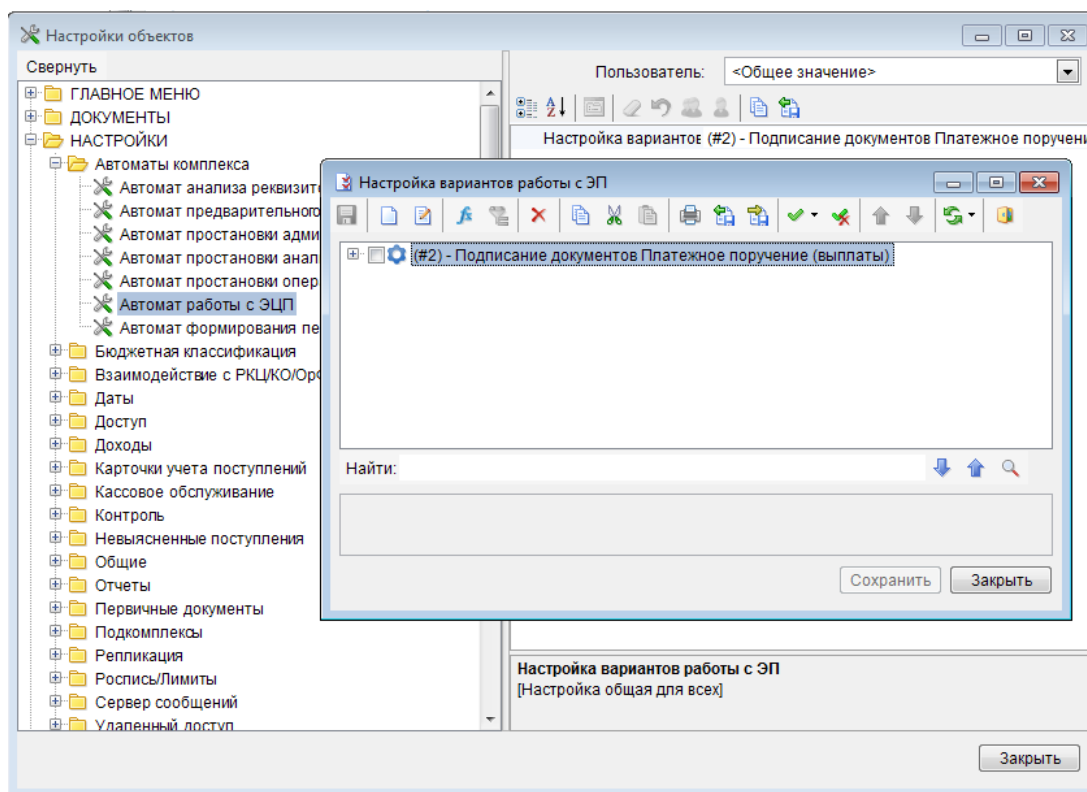 Настройки объектов
Свернуть
ГЛАВНОЕ МЕНЮ
ДОКУМЕНТЫ
НАСТРОЙКИ
Автоматы комплекса
Автомат анализа реквизит
Автомат предварительного
Автомат простановки адми
Автомат простановки анал
Автомат простановки опер
Автомат работы с ЭЦП
Автомат формирования пе
Бюджетная классификация
Взаимодействие с РКЦ/КО/Орф
Даты
Доступ
Доходы
Карточки учета поступлений
Кассовое обслуживание
Контроль
Невыясненные поступления
Общие
Отчеты
Первичные документы
Подкомплексы
Репликация
Роспись/Лимиты
Сервер сообщений
Удаленный доступ
Пользователь: <Общее значение>
Настройка вариантов (#2) - Подписание документов Платежное поручени
Настройка вариантов работы с ЭП
(#2) - Подписание документов Платежное поручение (выплаты)
Найти:
Сохранить Закрыть
Настройка вариантов работы с ЭП
[Настройка общая для всех]
Закрыть